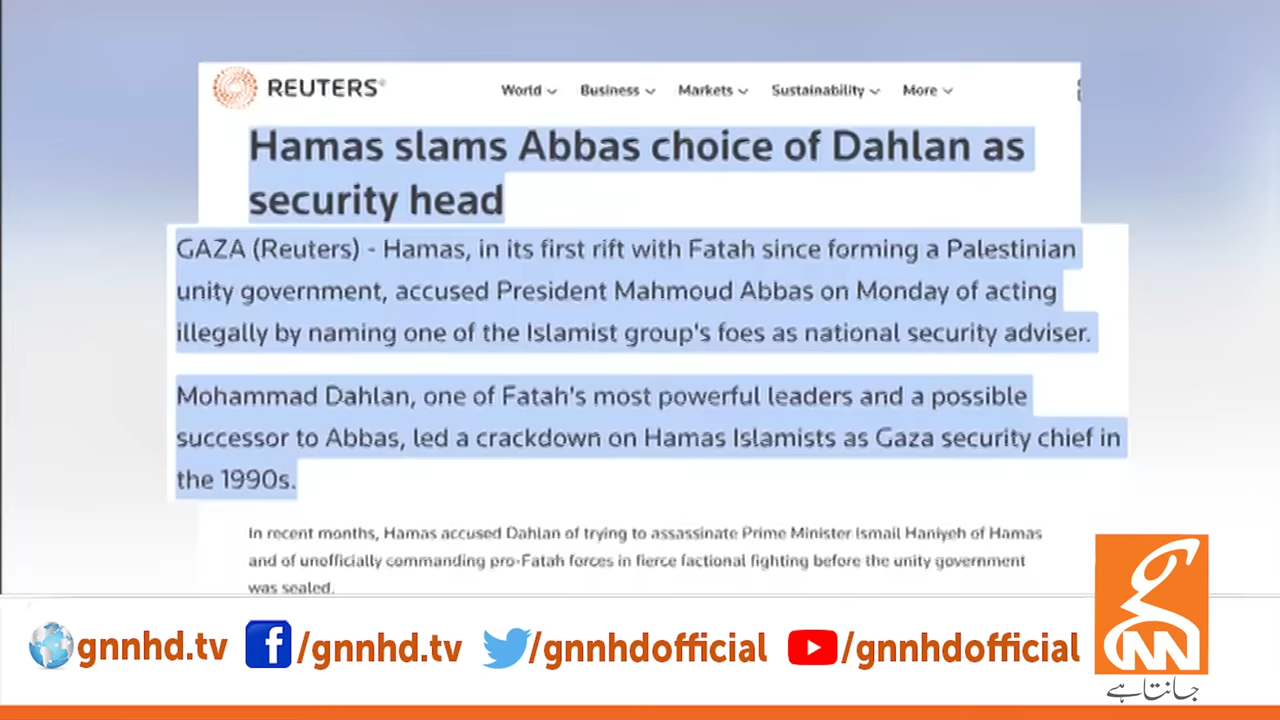 REUTERS®
World Business Markets Sustainability More
Hamas slams Abbas choice of Dahlan as
security head
GAZA (Reuters) - Hamas, in its first rift with Fatah since forming a Palestinian
unity government, accused President Mahmoud Abbas on Monday of acting
illegally by naming one of the Islamist group's foes as national security adviser.
Mohammad Dahlan, one of Fatah's most powerful leaders and a possible
successor to Abbas, led a crackdown on Hamas Islamists as Gaza security chief in
the 1990s.
In recent months, Hamas accused Dahlan of trying to assassinate Prime Minister Ismail Haniyeh of Hamas
and of unofficially commanding pro-Fatah forces in fierce factional fighting before the unity government
was sealed.
gnnhd.tv /gnnhd.tv /gnnhdofficial /gnnhdofficial
GNN
جانتا ہے